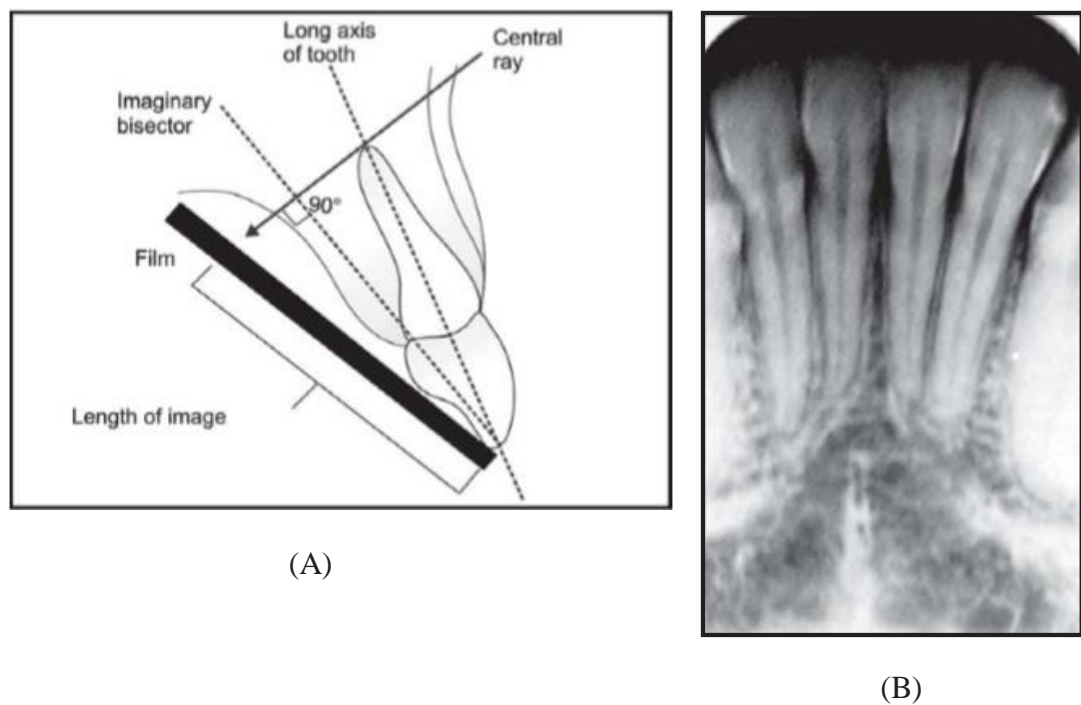 Long axis
of tooth
Central
ray
Imaginary
bisector
90°
Film
Length of image
(A)
(B)